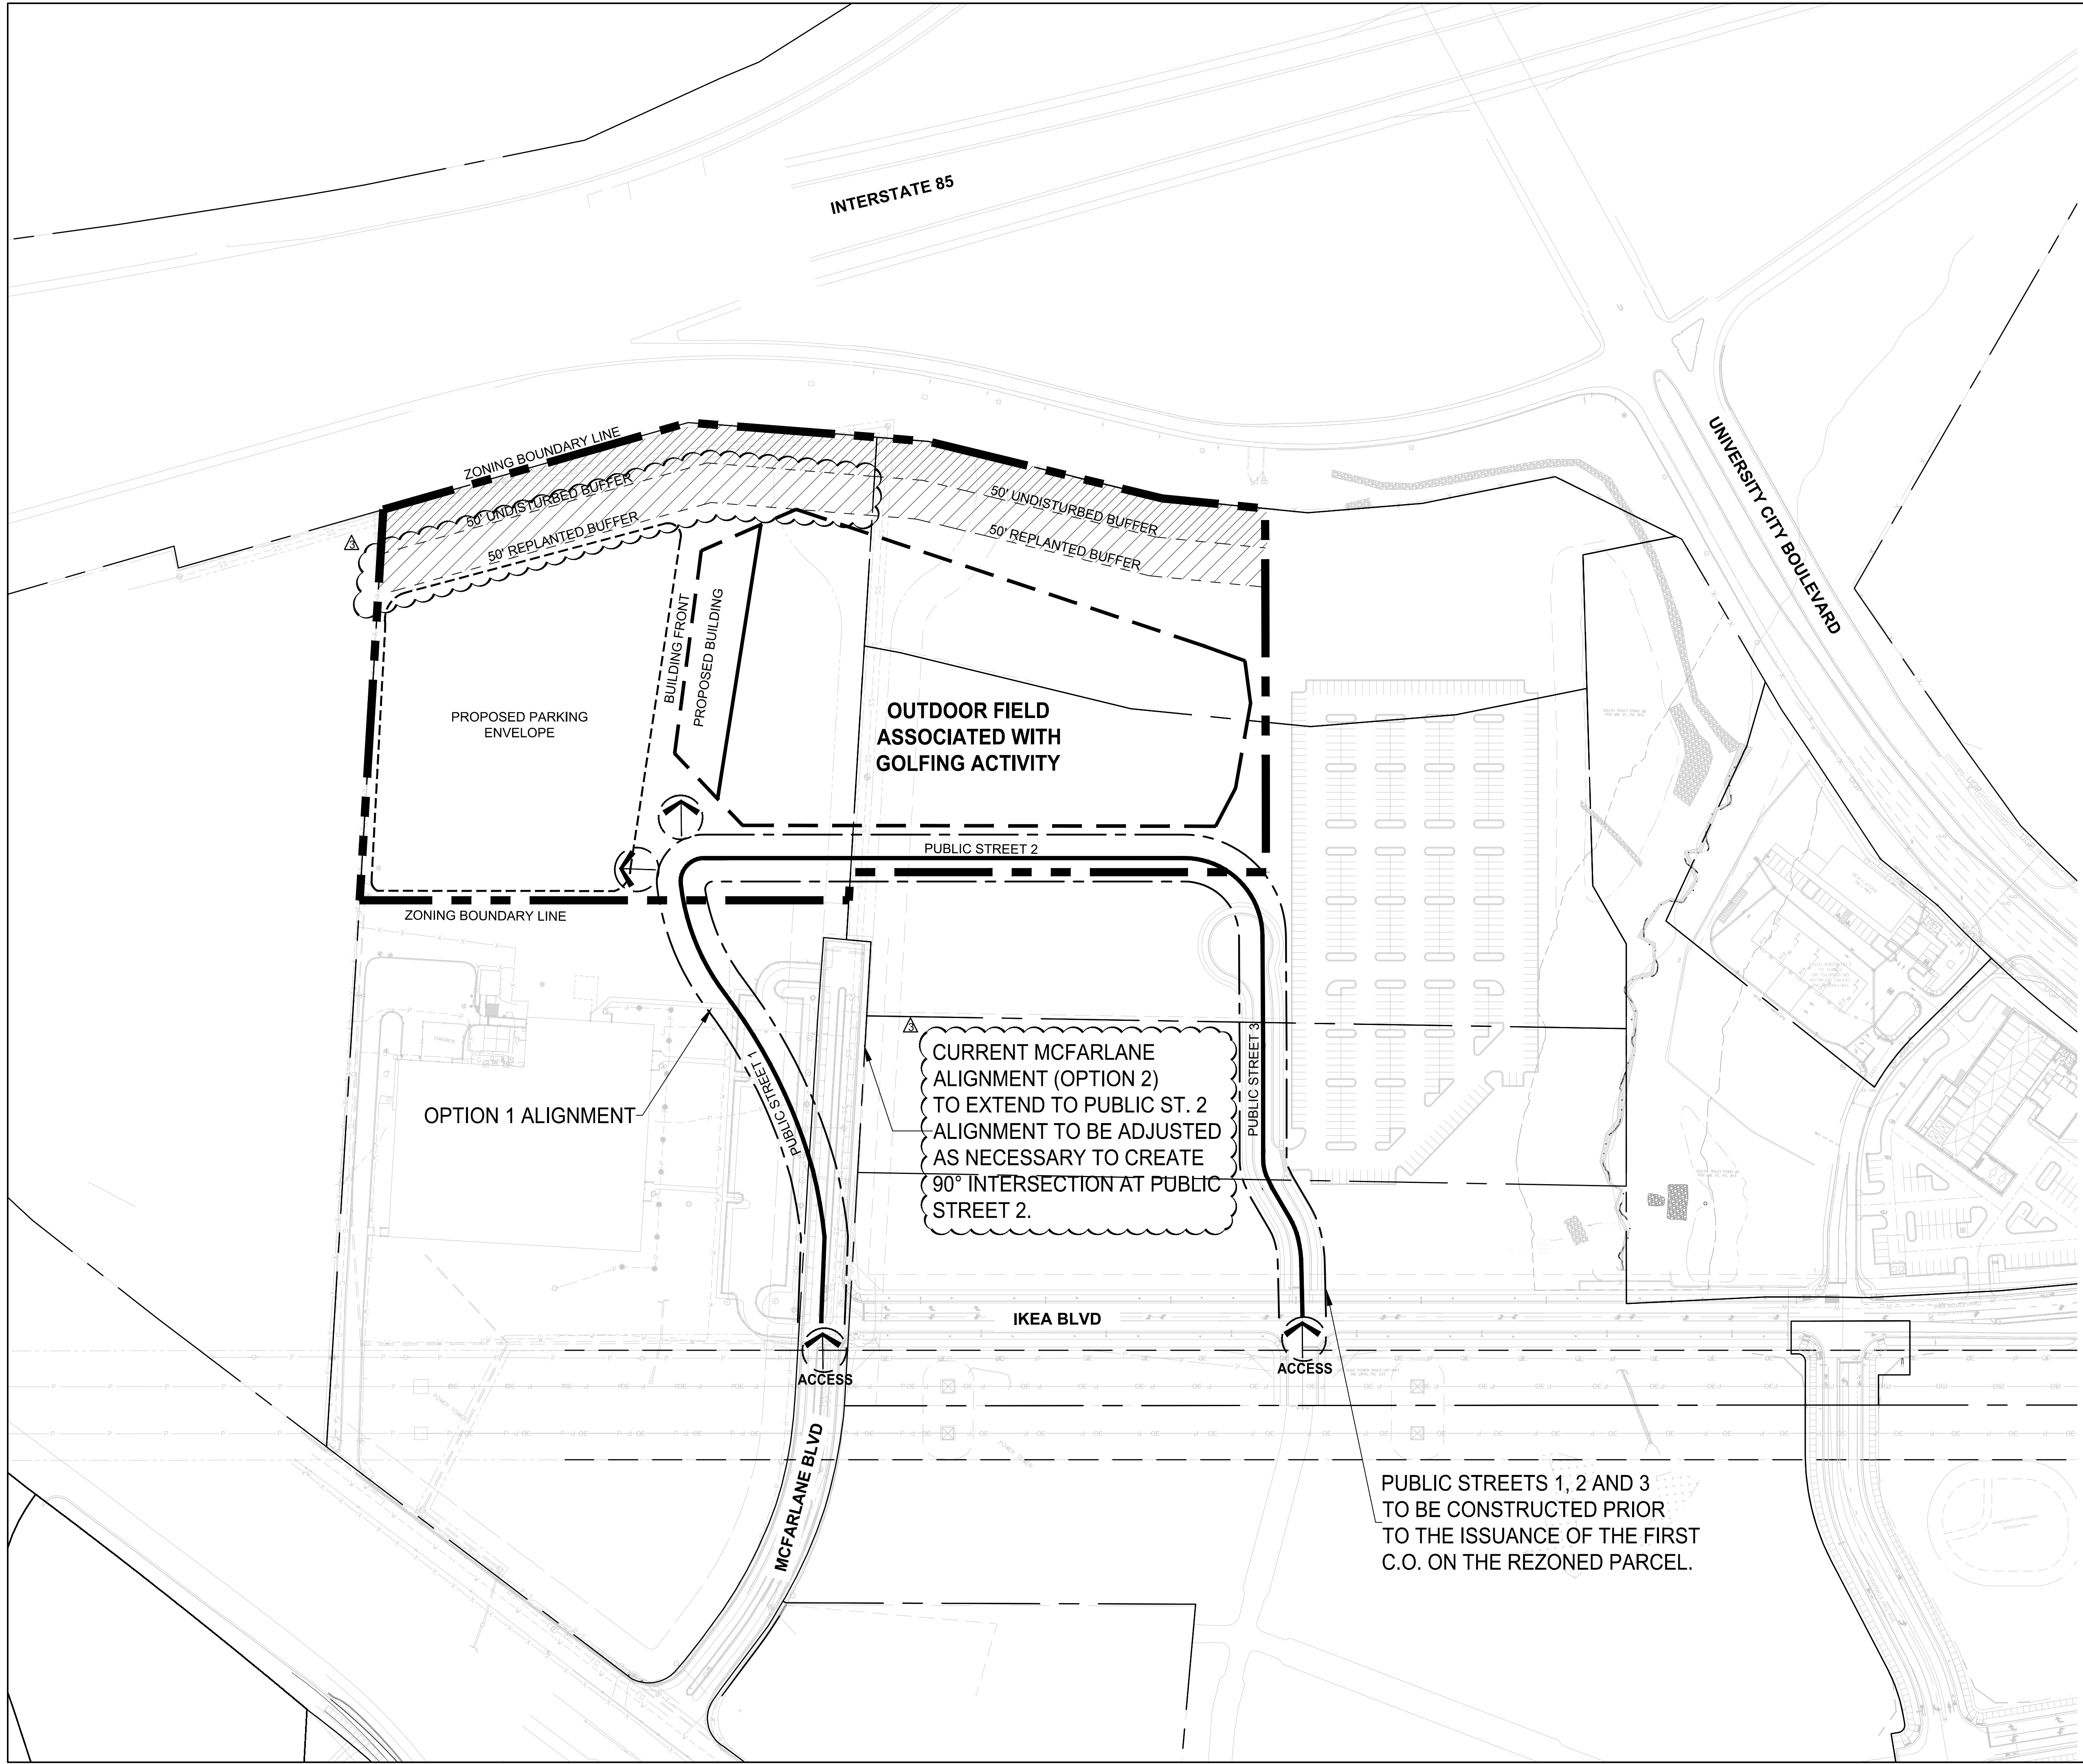 INTERSTATE 85
UNIVERSITY CITY BOULEVARD
ZONING BOUNDARY LINE
50' UNDISTURBED BUFFER
50' REPLANTED BUFFER
50' UNDISTURBED BUFFER
50' REPLANTED BUFFER
3
BUILDING FRONT
PROPOSED BUILDING
PROPOSED PARKING
ENVELOPE
OUTDOOR FIELD
ASSOCIATED WITH
GOLFING ACTIVITY
PUBLIC STREET 2
ZONING BOUNDARY LINE
OPTION 1 ALIGNMENT
PUBLIC STREET 1
3
CURRENT MCFARLANE
ALIGNMENT (OPTION 2)
TO EXTEND TO PUBLIC ST. 2
ALIGNMENT TO BE ADJUSTED
AS NECESSARY TO CREATE
90° INTERSECTION AT PUBLIC
STREET 2.
PUBLIC STREET 3
IKEA BLVD
ACCESS
ACCESS
MCFARLANE BLVD
PUBLIC STREETS 1, 2 AND 3
TO BE CONSTRUCTED PRIOR
TO THE ISSUANCE OF THE FIRST
C.O. ON THE REZONED PARCEL.